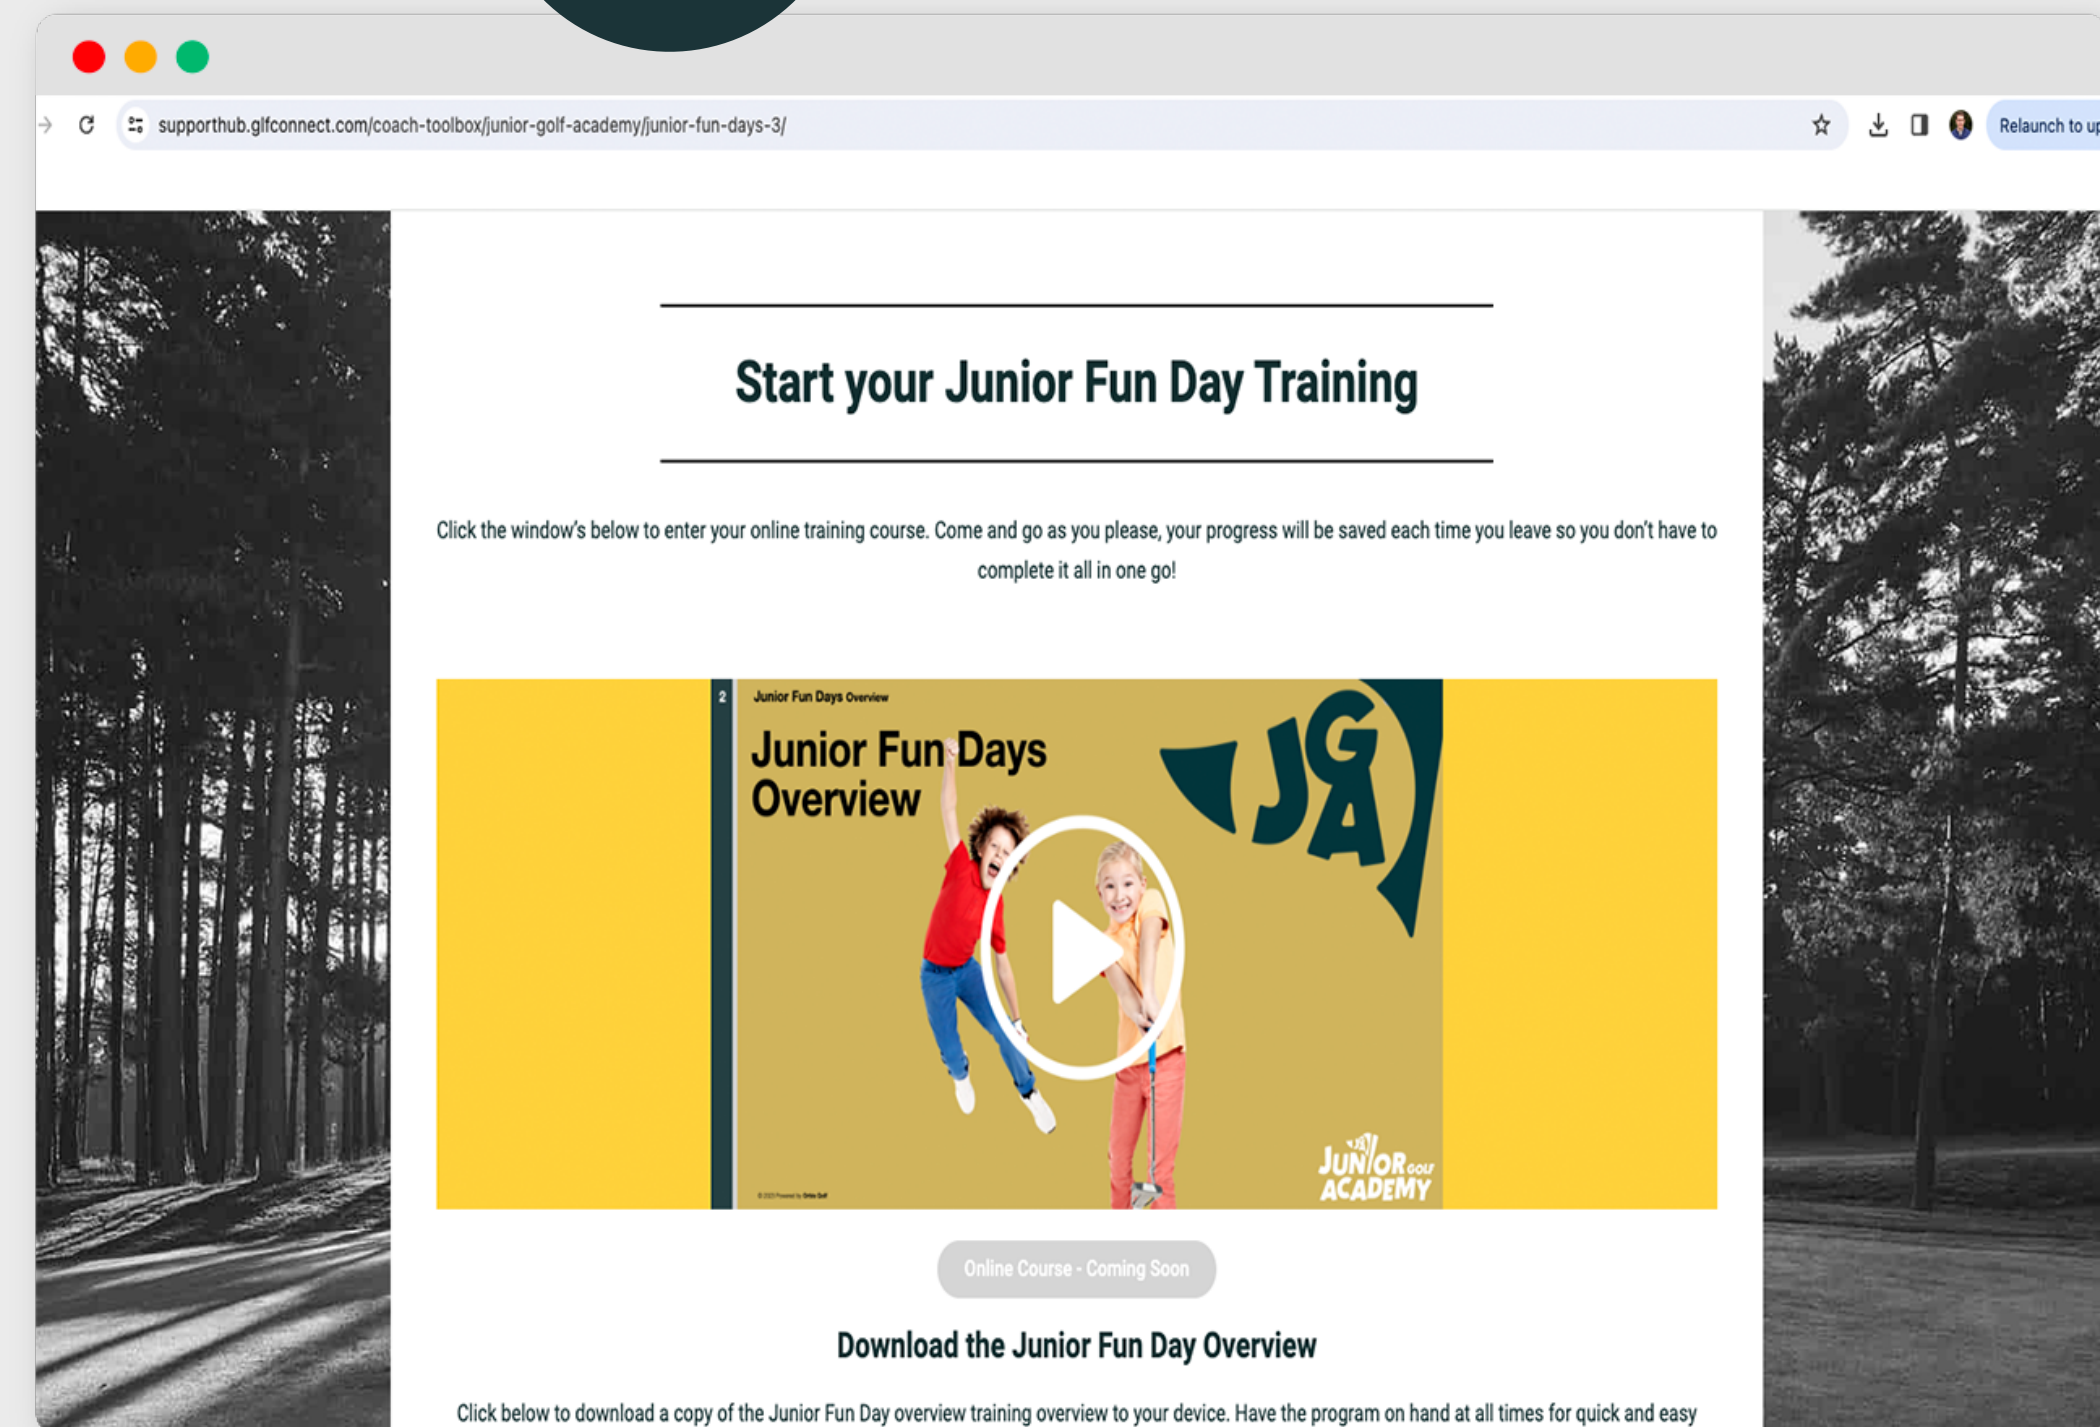 supporthub.glfconnect.com/coach-toolbox/junior-golf-academy/junior-fun-days-3/
Relaunch to up
Start your Junior Fun Day Training
Click the window's below to enter your online training course. Come and go as you please, your progress will be saved each time you leave so you don't have to
complete it all in one go!
2
Junior Fun Days Overview
Junior Fun Days
Overview
JGA
JUNIOR GOLF
ACADEMY
© 2023 Powered by Orka Golf
Online Course - Coming Soon
Download the Junior Fun Day Overview
Click below to download a copy of the Junior Fun Day overview training overview to your device. Have the program on hand at all times for quick and easy